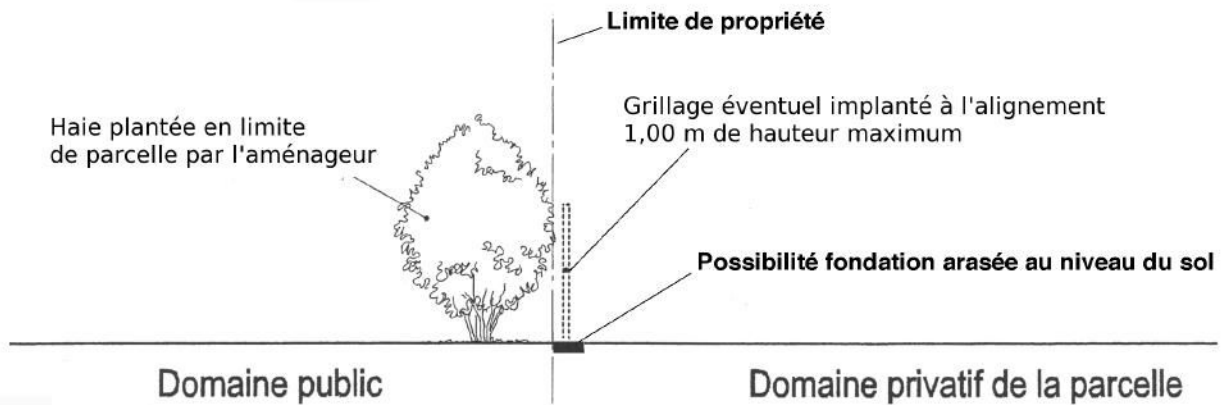 Limite de propriété
Grillage éventuel implanté à l'alignement
1,00 m de hauteur maximum
Haie plantée en limite
de parcelle par l'aménageur
Possibilité fondation arasée au niveau du sol
Domaine public
Domaine privatif de la parcelle